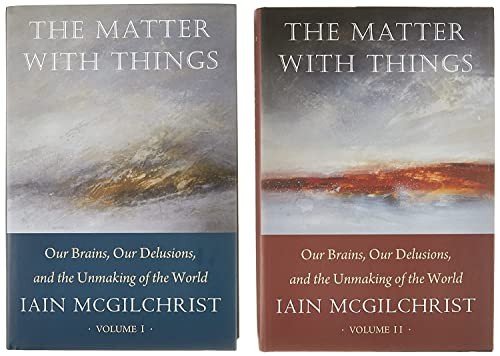 THE MATTER
WITH THINGS
Our Brains, Our Delusions,
and the Unmaking of the World
IAIN MCGILCHRIST
· VOLUME I ·
THE MATTER
WITH THINGS
Our Brains, Our Delusions,
and the Unmaking of the World
IAIN MCGILCHRIST
· VOLUME II ·